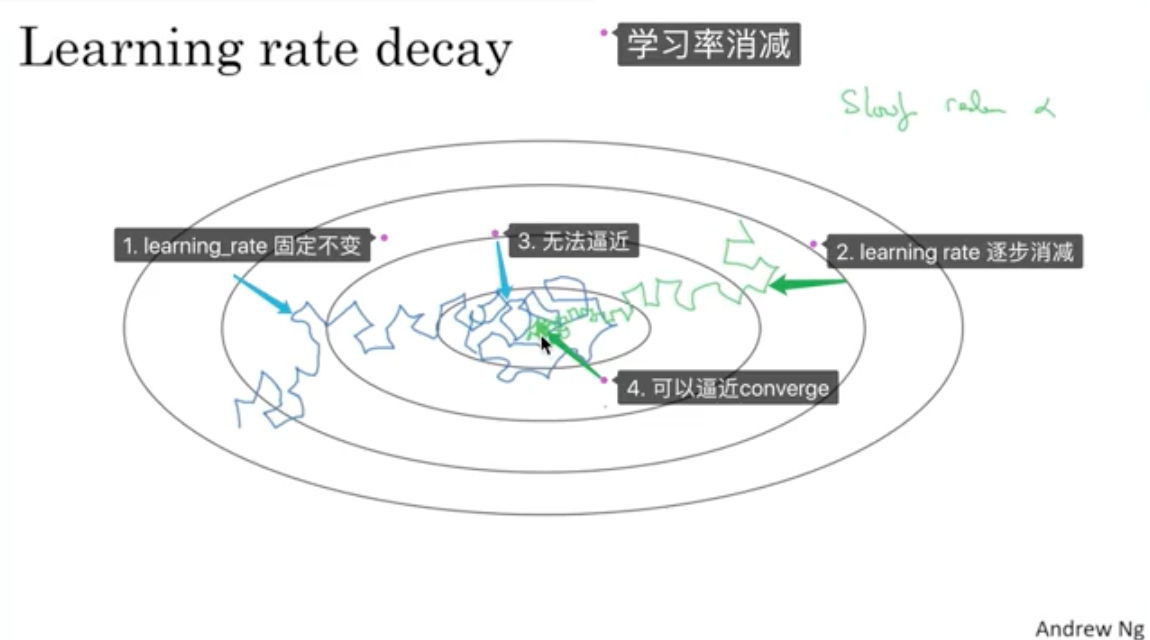 Learning rate decay
学习率消减
1. learning_rate 固定不变
3. 无法逼近
2. learning rate 逐步消减
4. 可以逼近converge
Andrew Ng